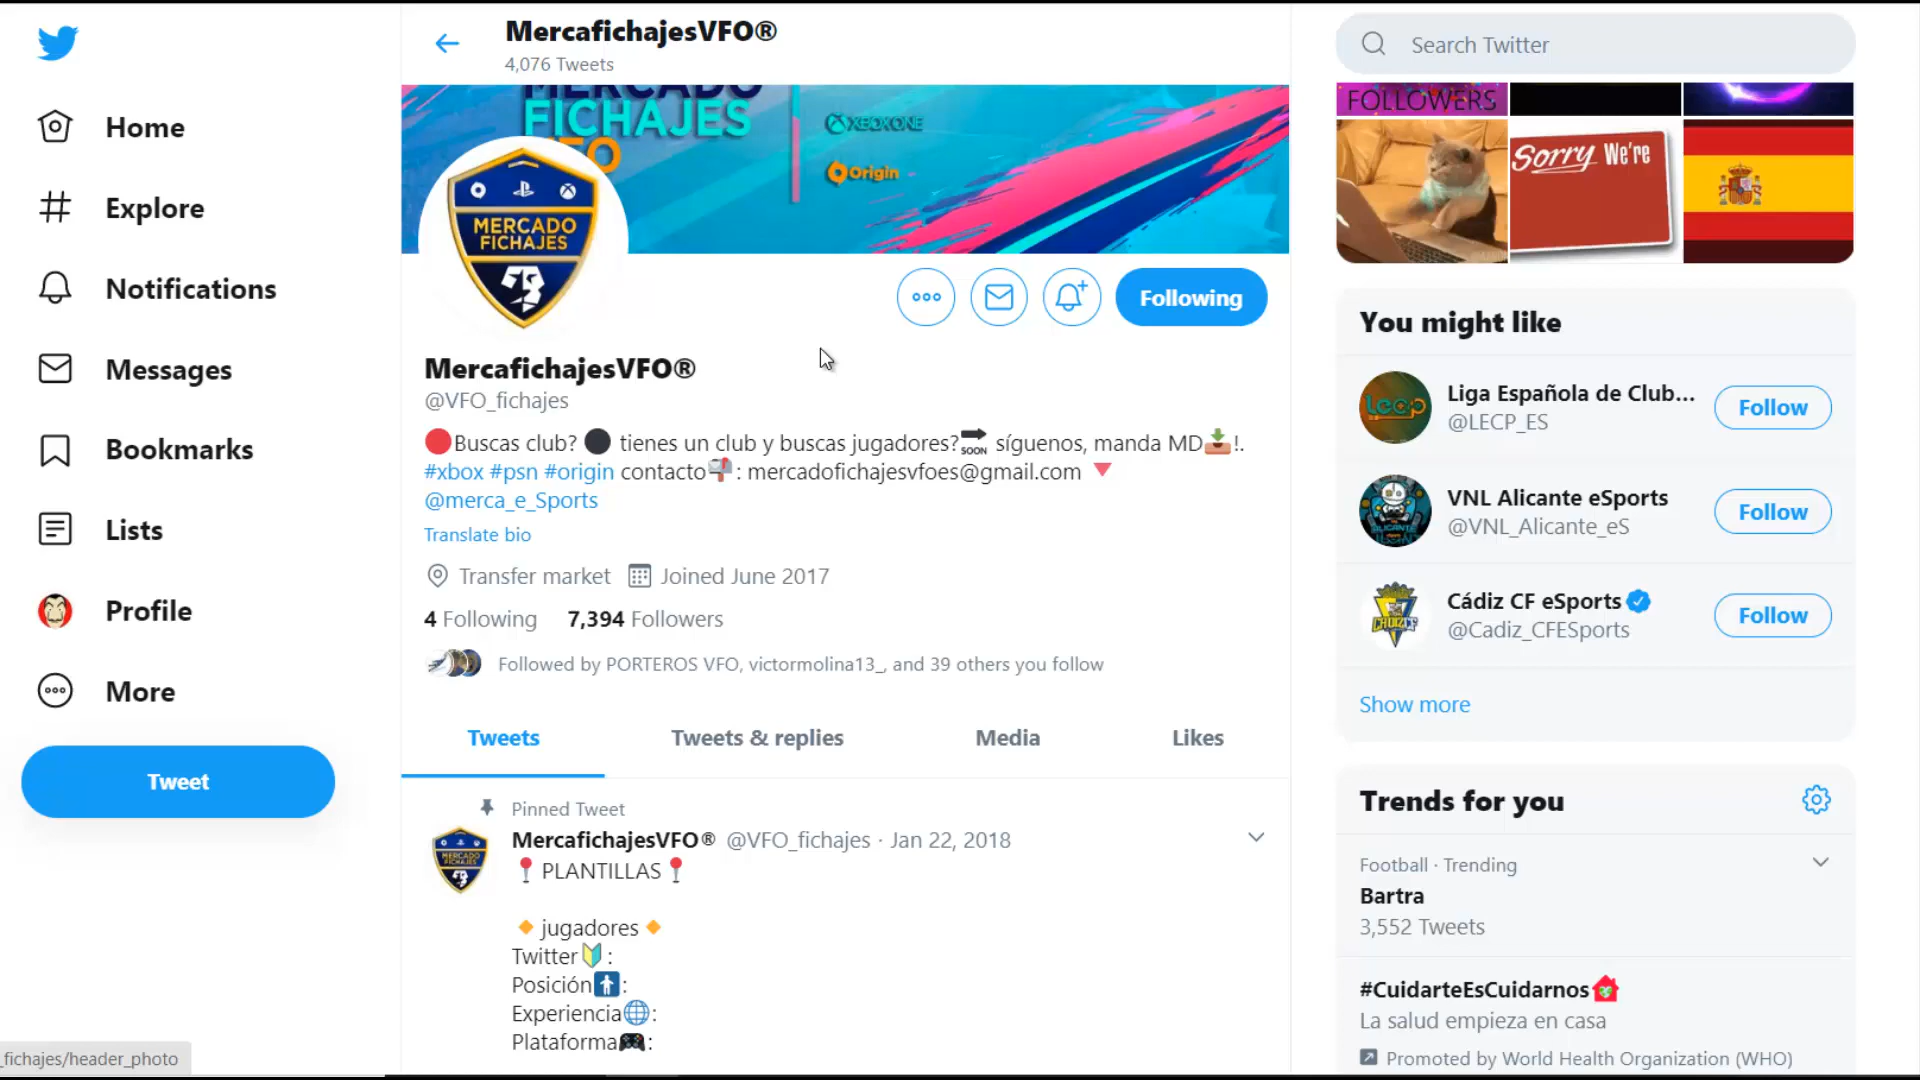 Home
Explore
Notifications
Messages
Bookmarks
Lists
Profile
More
Tweet
_fichajes/header_photo
MercafichajesVFO®
4,076 Tweets
MERCADO
FICHAJES
VFO
XBOX ONE
Origin
MERCADO
FICHAJES
Following
MercafichajesVFO®
@VFO_fichajes
🔴Buscas club? ⚫ tienes un club y buscas jugadores?🔜 síguenos, manda MD📥!.
#xbox #psn #origin contacto📬: mercadofichajesvfoes@gmail.com 🔻
@merca_e_Sports
Translate bio
Transfer market Joined June 2017
4 Following 7,394 Followers
Followed by PORTEROS VFO, victormolina13_, and 39 others you follow
Tweets Tweets & replies Media Likes
Pinned Tweet
MercafichajesVFO® @VFO_fichajes · Jan 22, 2018
📍PLANTILLAS📍
🔸jugadores🔸
Twitter🔰:
Posición🚹:
Experiencia🌐:
Plataforma🎮:
Search Twitter
FOLLOWERS
Sorry We're
You might like
Liga Española de Club...
@LECP_ES
Follow
VNL Alicante eSports
@VNL_Alicante_eS
Follow
Cádiz CF eSports
@Cadiz_CFESports
Follow
Show more
Trends for you
Football · Trending
Bartra
3,552 Tweets
#CuidarteEsCuidarnos
La salud empieza en casa
Promoted by World Health Organization (WHO)